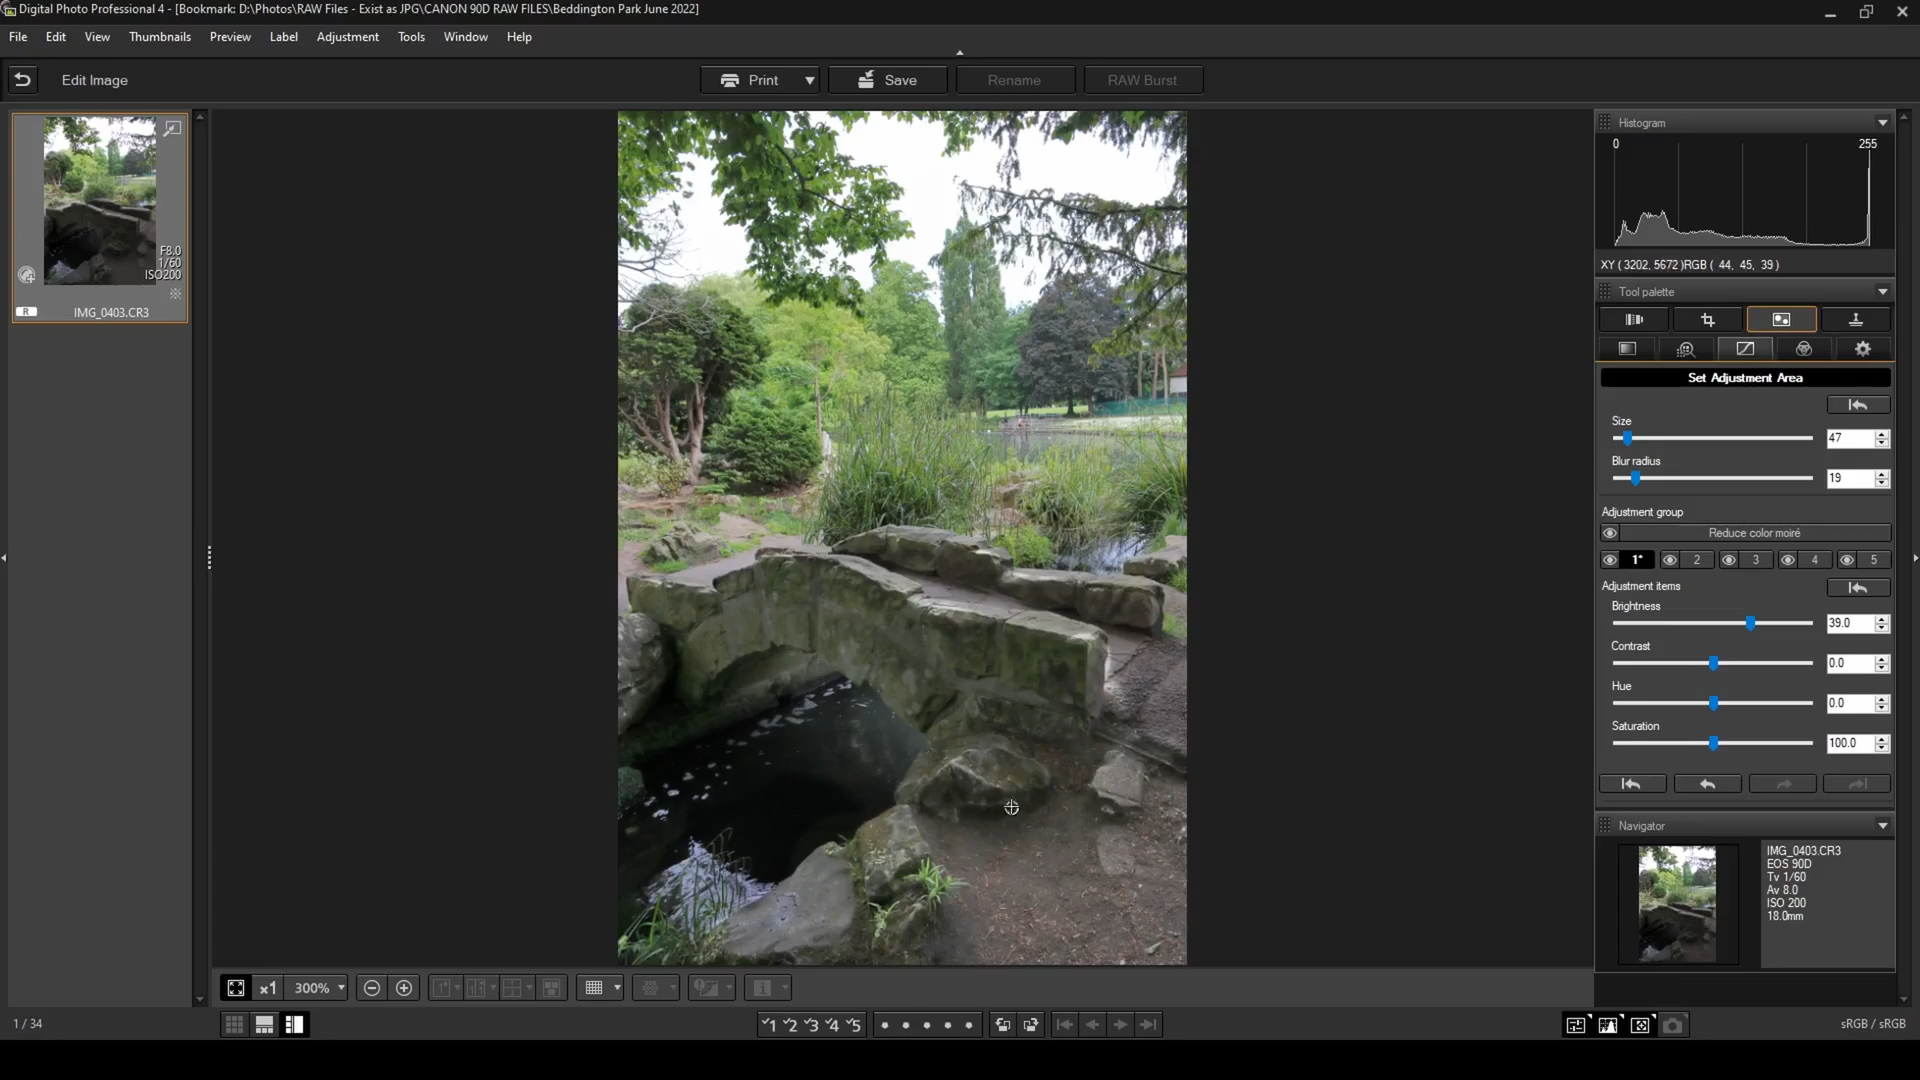 Digital Photo Professional 4 - [Bookmark: D:\Photos\RAW Files - Exist as JPG\CANON 90D RAW FILES\Beddington Park June 2022]
File Edit View Thumbnails Preview Label Adjustment Tools Window Help
Edit Image
Print
Save
Rename
RAW Burst
F8.0
1/60
ISO200
R
IMG_0403.CR3
Histogram
0 255
XY ( 3202, 5672 )RGB ( 44, 45, 39 )
Tool palette
Set Adjustment Area
Size
47
Blur radius
19
Adjustment group
Reduce color moiré
1* 2 3 4 5
Adjustment items
Brightness
39.0
Contrast
0.0
Hue
0.0
Saturation
100.0
Navigator
IMG_0403.CR3
EOS 90D
Tv 1/60
Av 8.0
ISO 200
18.0mm
x1 300%
1 / 34
1 2 3 4 5
sRGB / sRGB